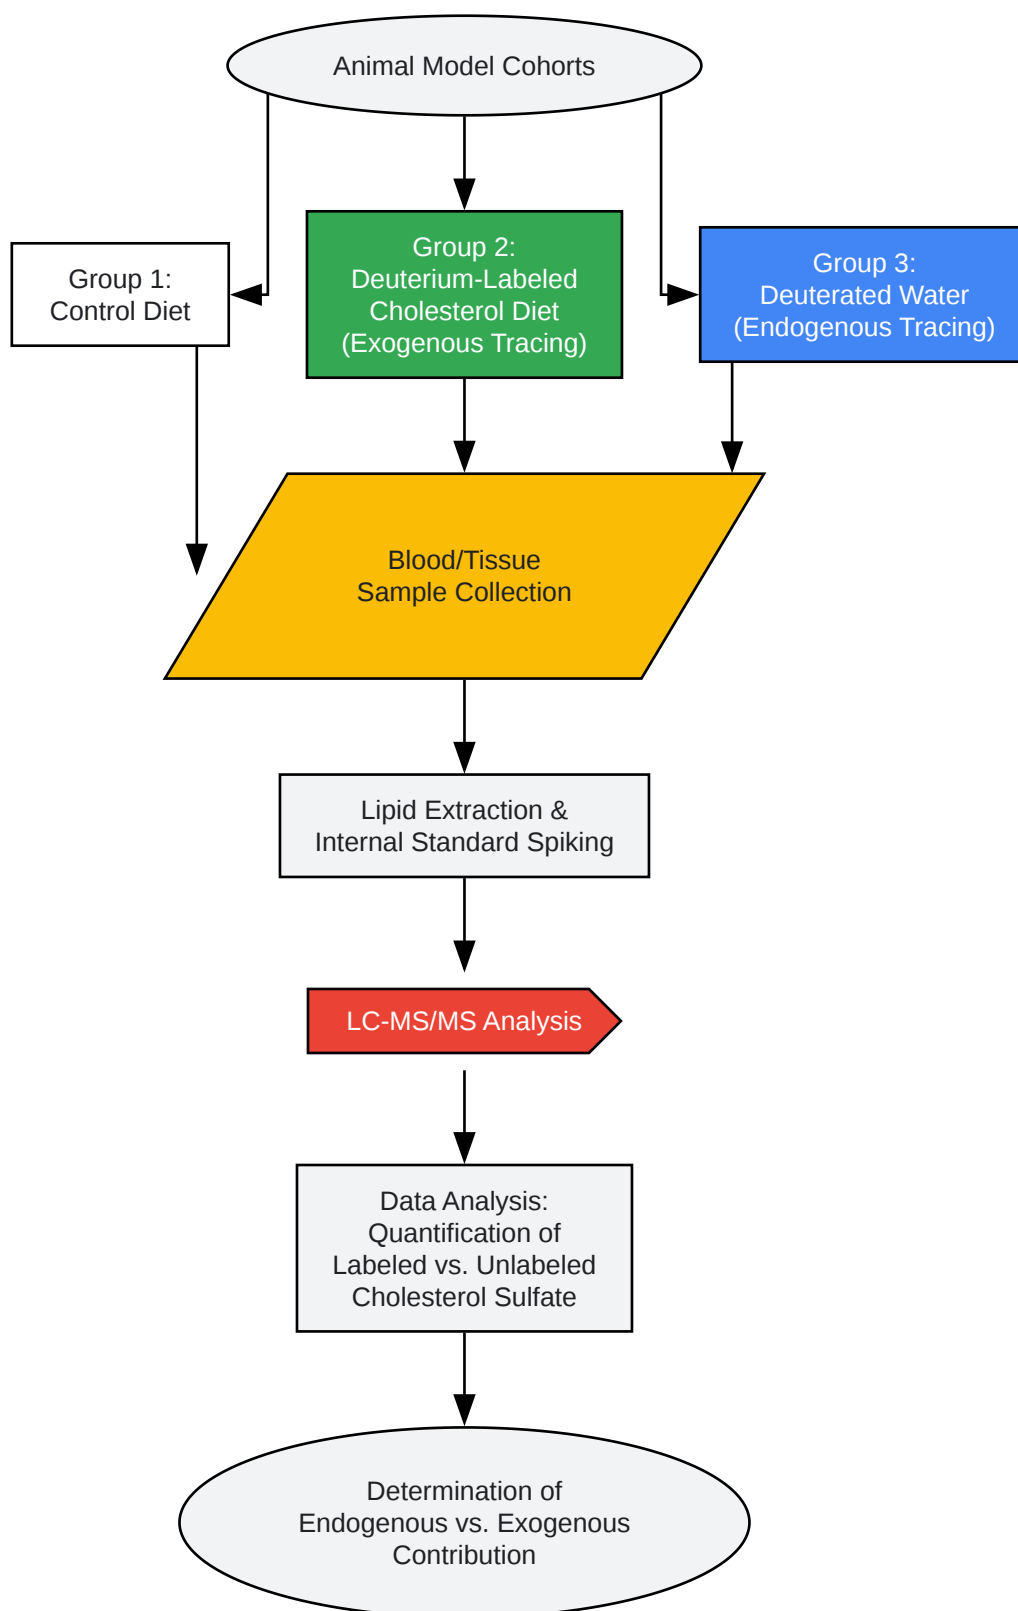 Animal Model Cohorts
Group 1:
Control Diet
Group 2:
Deuterium-Labeled
Cholesterol Diet
(Exogenous Tracing)
Group 3:
Deuterated Water
(Endogenous Tracing)
Blood/Tissue
Sample Collection
Lipid Extraction &
Internal Standard Spiking
LC-MS/MS Analysis
Data Analysis:
Quantification of
Labeled vs. Unlabeled
Cholesterol Sulfate
Determination of
Endogenous vs. Exogenous
Contribution